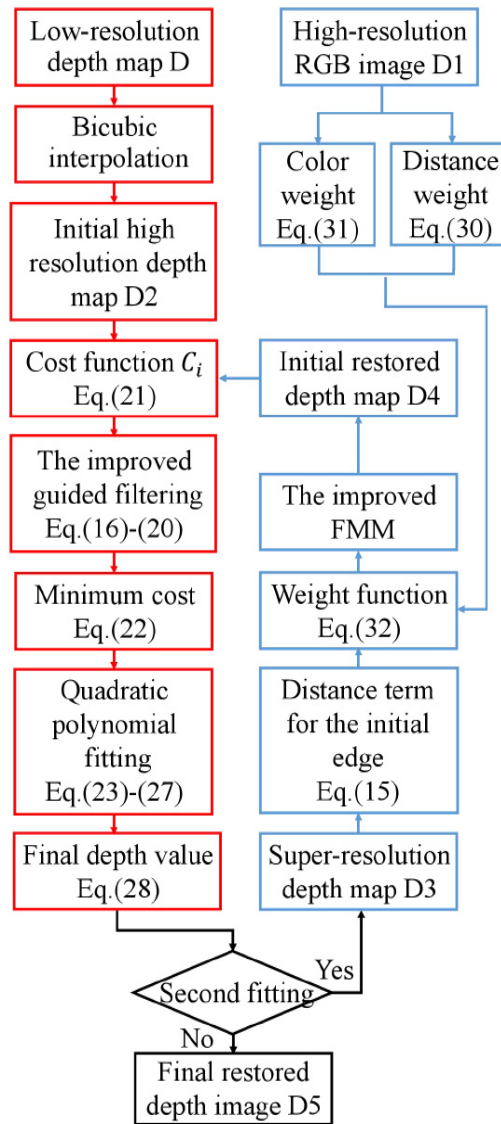 Low-resolution
depth map D
Bicubic
interpolation
Initial high
resolution depth
map D2
Cost function C_i
Eq.(21)
The improved
guided filtering
Eq.(16)-(20)
Minimum cost
Eq.(22)
Quadratic
polynomial
fitting
Eq.(23)-(27)
Final depth value
Eq.(28)
High-resolution
RGB image D1
Color
weight
Eq.(31)
Distance
weight
Eq.(30)
Initial restored
depth map D4
The improved
FMM
Weight function
Eq.(32)
Distance term
for the initial
edge
Eq.(15)
Super-resolution
depth map D3
Yes
Second fitting
No
Final restored
depth image D5